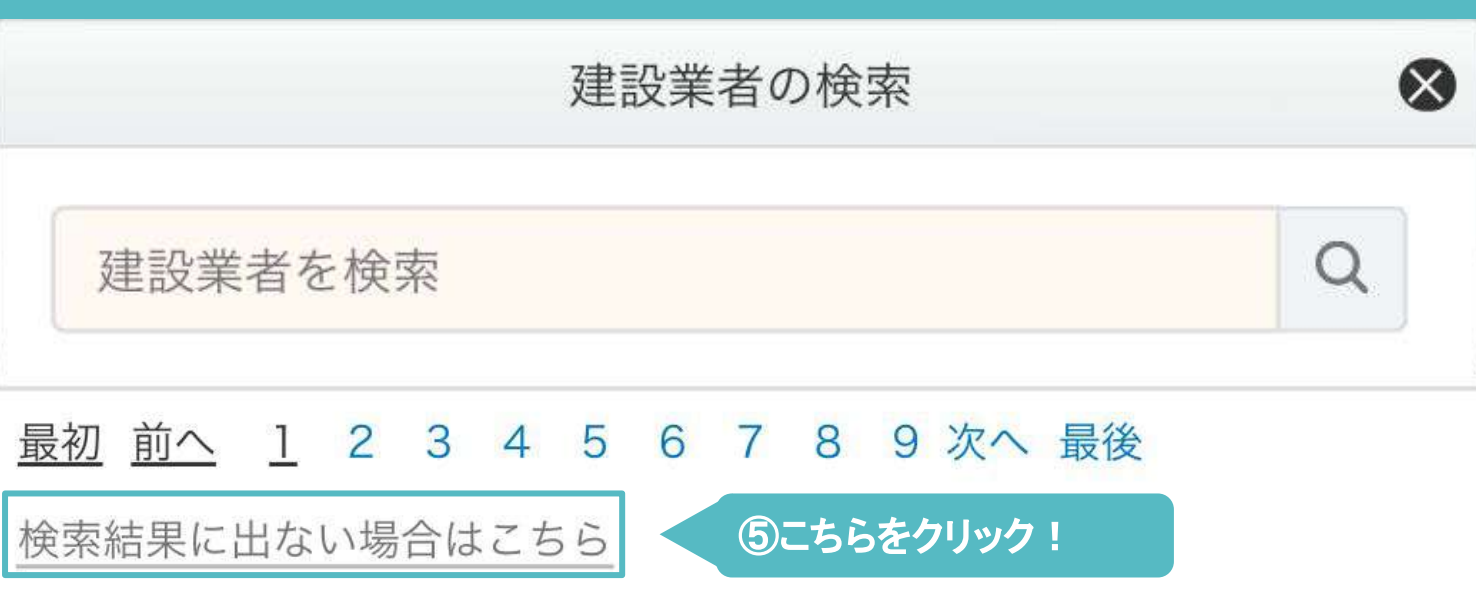 建設業者の検索
建設業者を検索
最初 前へ 1 2 3 4 5 6 7 8 9 次へ 最後
検索結果に出ない場合はこちら
⑤こちらをクリック！